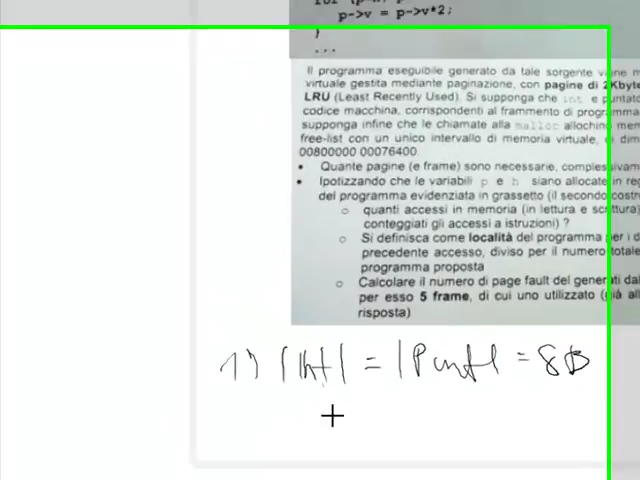 p->v = p->v*2;
}
...
Il programma eseguibile generato da tale sorgente viene m
virtuale gestita mediante paginazione, con pagine di 2Kbyte
LRU (Least Recently Used). Si supponga che int e puntat
codice macchina, corrispondenti al frammento di programma
supponga infine che le chiamate alla malloc allochino mem
free-list con un unico intervallo di memoria virtuale, di dim
00800000 00076400.
• Quante pagine (e frame) sono necessarie, complessivam
• Ipotizzando che le variabili p e h siano allocate in reg
del programma evidenziata in grassetto (il secondo costru
o quanti accessi in memoria (in lettura e scrittura)
conteggiati gli accessi a istruzioni) ?
o Si definisca come località del programma per i d
precedente accesso, diviso per il numero totale
programma proposta
o Calcolare il numero di page fault del generati dal
per esso 5 frame, di cui uno utilizzato (già all
risposta)
1) |int| = |Punt| = 8B